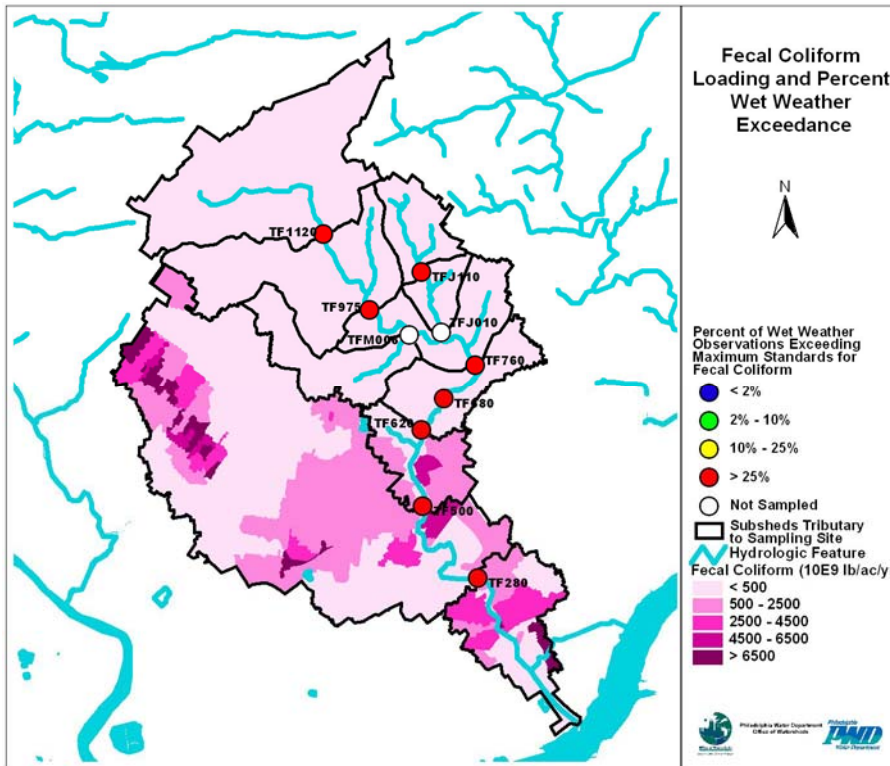 Fecal Coliform
Loading and Percent
Wet Weather
Exceedance
N
TF1120
TFJ110
TF975
TFJ010
TFM006
TF760
TF680
TF620
TF500
TF280
Percent of Wet Weather
Observations Exceeding
Maximum Standards for
Fecal Coliform
< 2%
2% - 10%
10% - 25%
> 25%
Not Sampled
Subsheds Tributary
to Sampling Site
Hydrologic Feature
Fecal Coliform (10E9 lb/ac/y
< 500
500 - 2500
2500 - 4500
4500 - 6500
> 6500
Philadelphia Water Department
Office of Watersheds
Philadelphia
PWD
Water Department